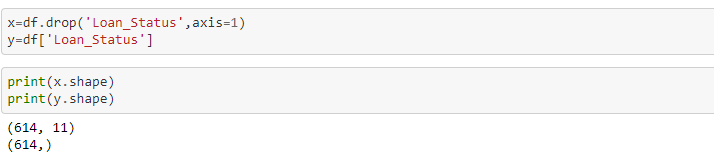 x=df.drop('Loan_Status',axis=1)
y=df['Loan_Status']
print(x.shape)
print(y.shape)
(614, 11)
(614,)